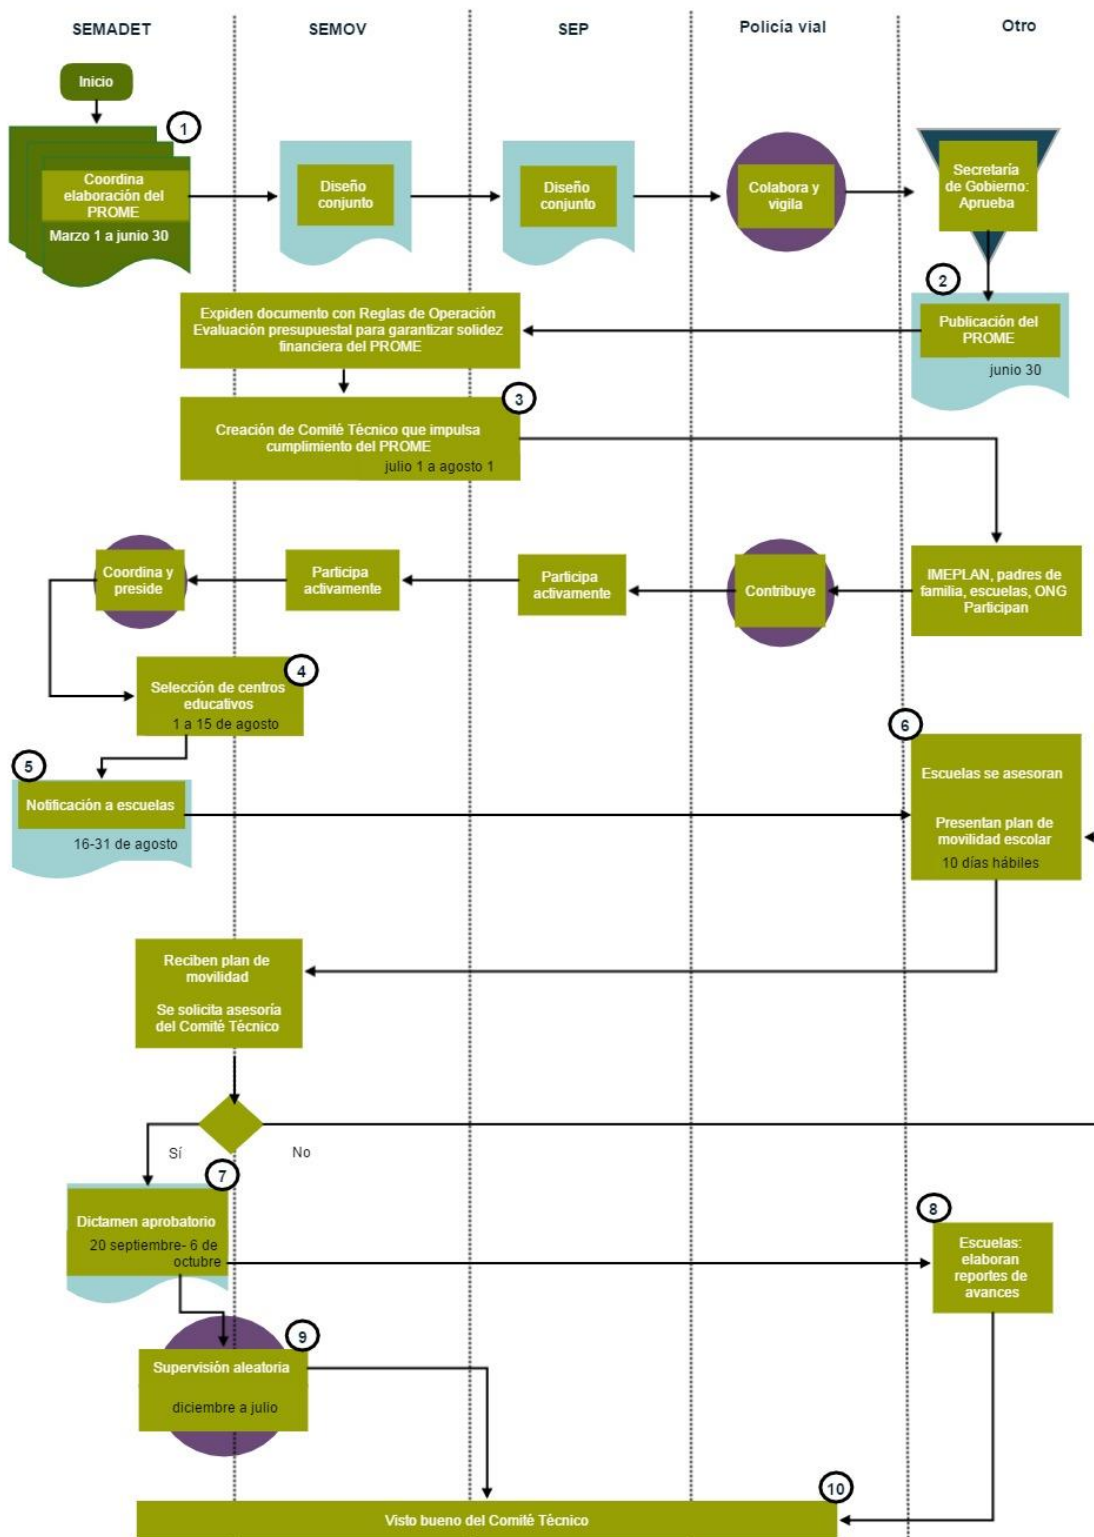 SEMADET
SEMOV
SEP
Policía vial
Otro
Inicio
1
Coordina
elaboración del
PROME
Marzo 1 a junio 30
Diseño
conjunto
Diseño
conjunto
Colabora y
vigila
Secretaría
de Gobierno:
Aprueba
2
Publicación del
PROME
junio 30
Expiden documento con Reglas de Operación
Evaluación presupuestal para garantizar solidez
financiera del PROME
3
Creación de Comité Técnico que impulsa
cumplimiento del PROME
julio 1 a agosto 1
Coordina y
preside
Participa
activamente
Participa
activamente
Contribuye
IMEPLAN, padres de
familia, escuelas, ONG
Participan
4
Selección de centros
educativos
1 a 15 de agosto
5
Notificación a escuelas
16-31 de agosto
6
Escuelas se asesoran
Presentan plan de
movilidad escolar
10 días hábiles
Reciben plan de
movilidad
Se solicita asesoría
del Comité Técnico
Sí
No
7
Dictamen aprobatorio
20 septiembre- 6 de
octubre
8
Escuelas:
elaboran
reportes de
avances
9
Supervisión aleatoria
diciembre a julio
10
Visto bueno del Comité Técnico